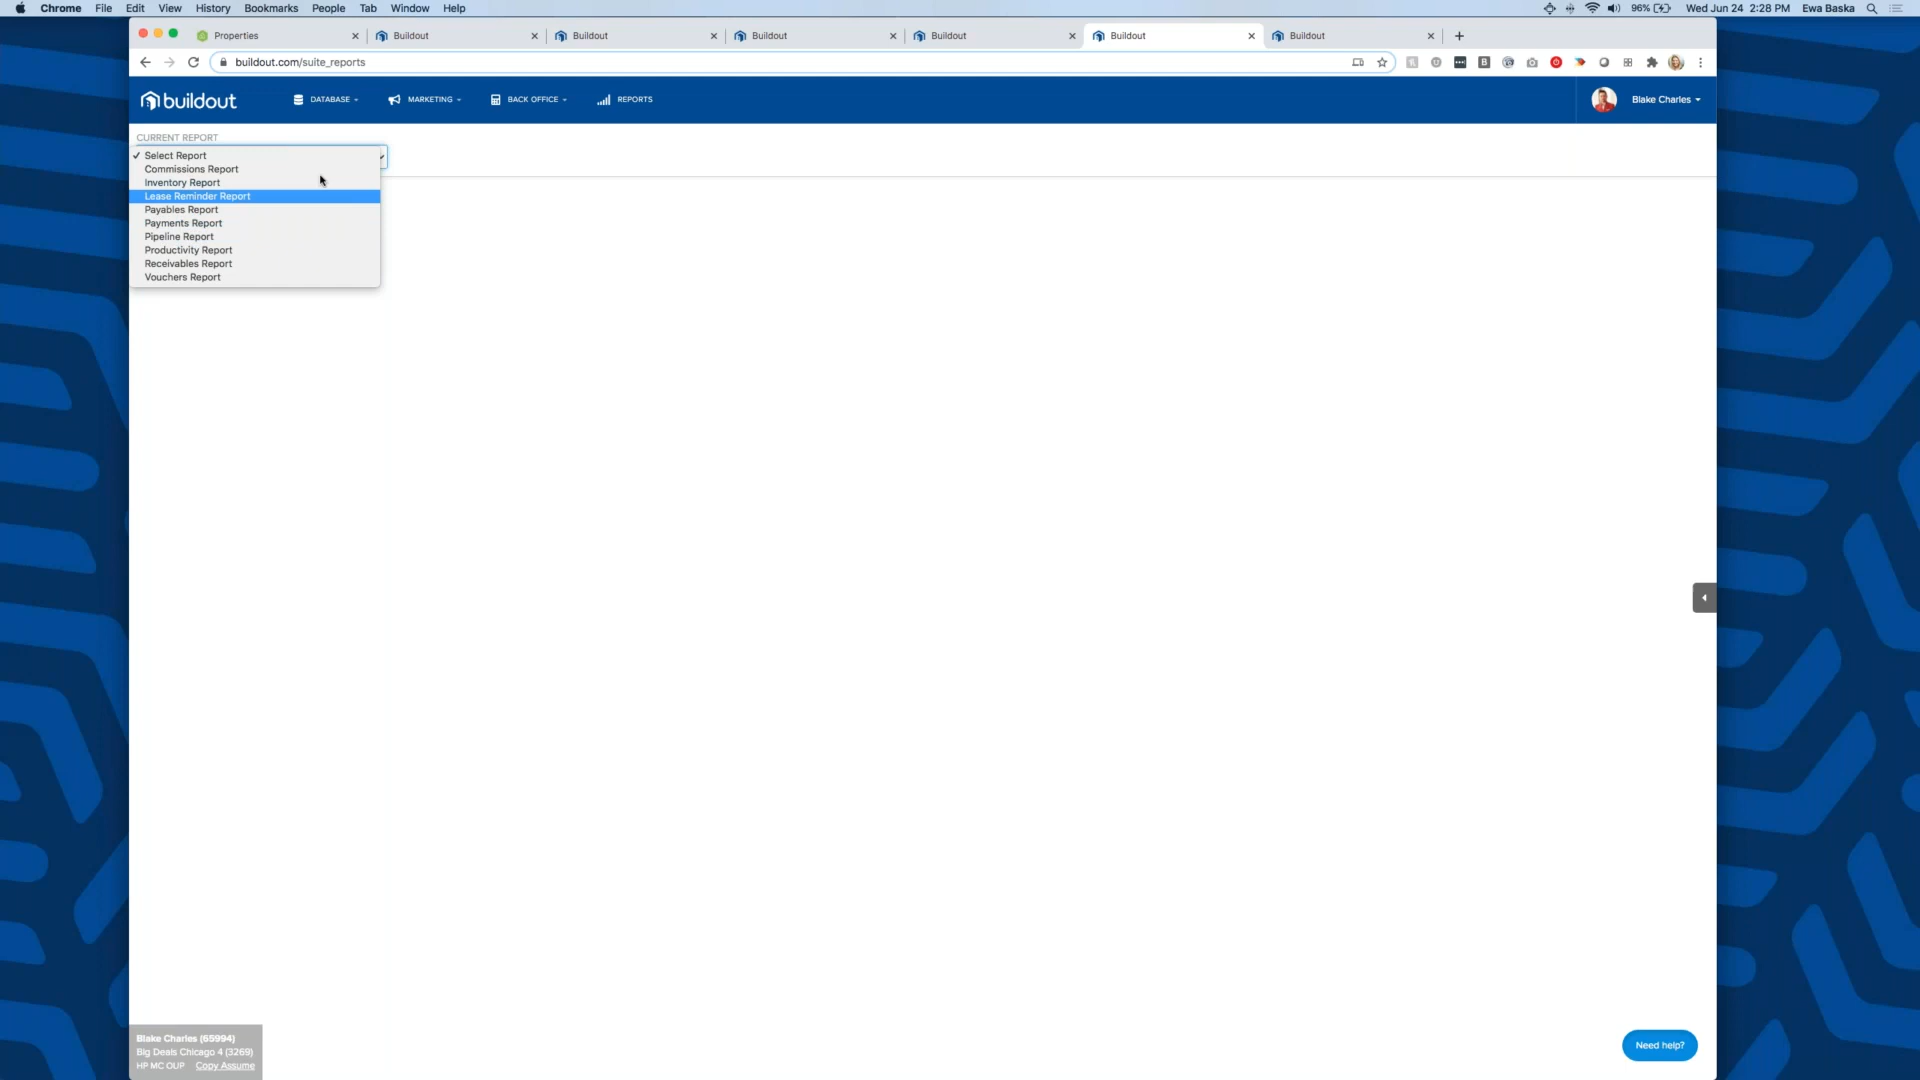 Chrome File Edit View History Bookmarks People Tab Window Help 96% Wed Jun 24 2:28 PM Ewa Baska
Properties Buildout Buildout Buildout Buildout Buildout Buildout
buildout.com/suite_reports
buildout DATABASE MARKETING BACK OFFICE REPORTS Blake Charles
CURRENT REPORT
Select Report
Commissions Report
Inventory Report
Lease Reminder Report
Payables Report
Payments Report
Pipeline Report
Productivity Report
Receivables Report
Vouchers Report
Blake Charles (65994)
Big Deals Chicago 4 (3269)
HP MC OUP Copy Assume
Need help?